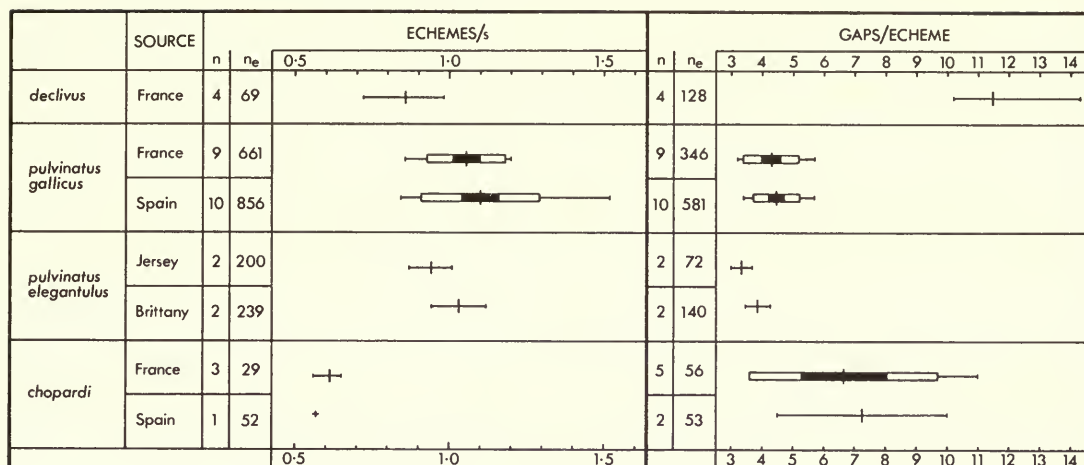 SOURCE ECHEMES/s GAPS/ECHEME
n nₑ 0·5 1·0 1·5 n nₑ 3 4 5 6 7 8 9 10 11 12 13 14
declivus France 4 69 4 128
pulvinatus gallicus France 9 661 9 346
Spain 10 856 10 581
pulvinatus elegantulus Jersey 2 200 2 72
Brittany 2 239 2 140
chopardi France 3 29 5 56
Spain 1 52 2 53
0·5 1·0 1·5 3 4 5 6 7 8 9 10 11 12 13 14